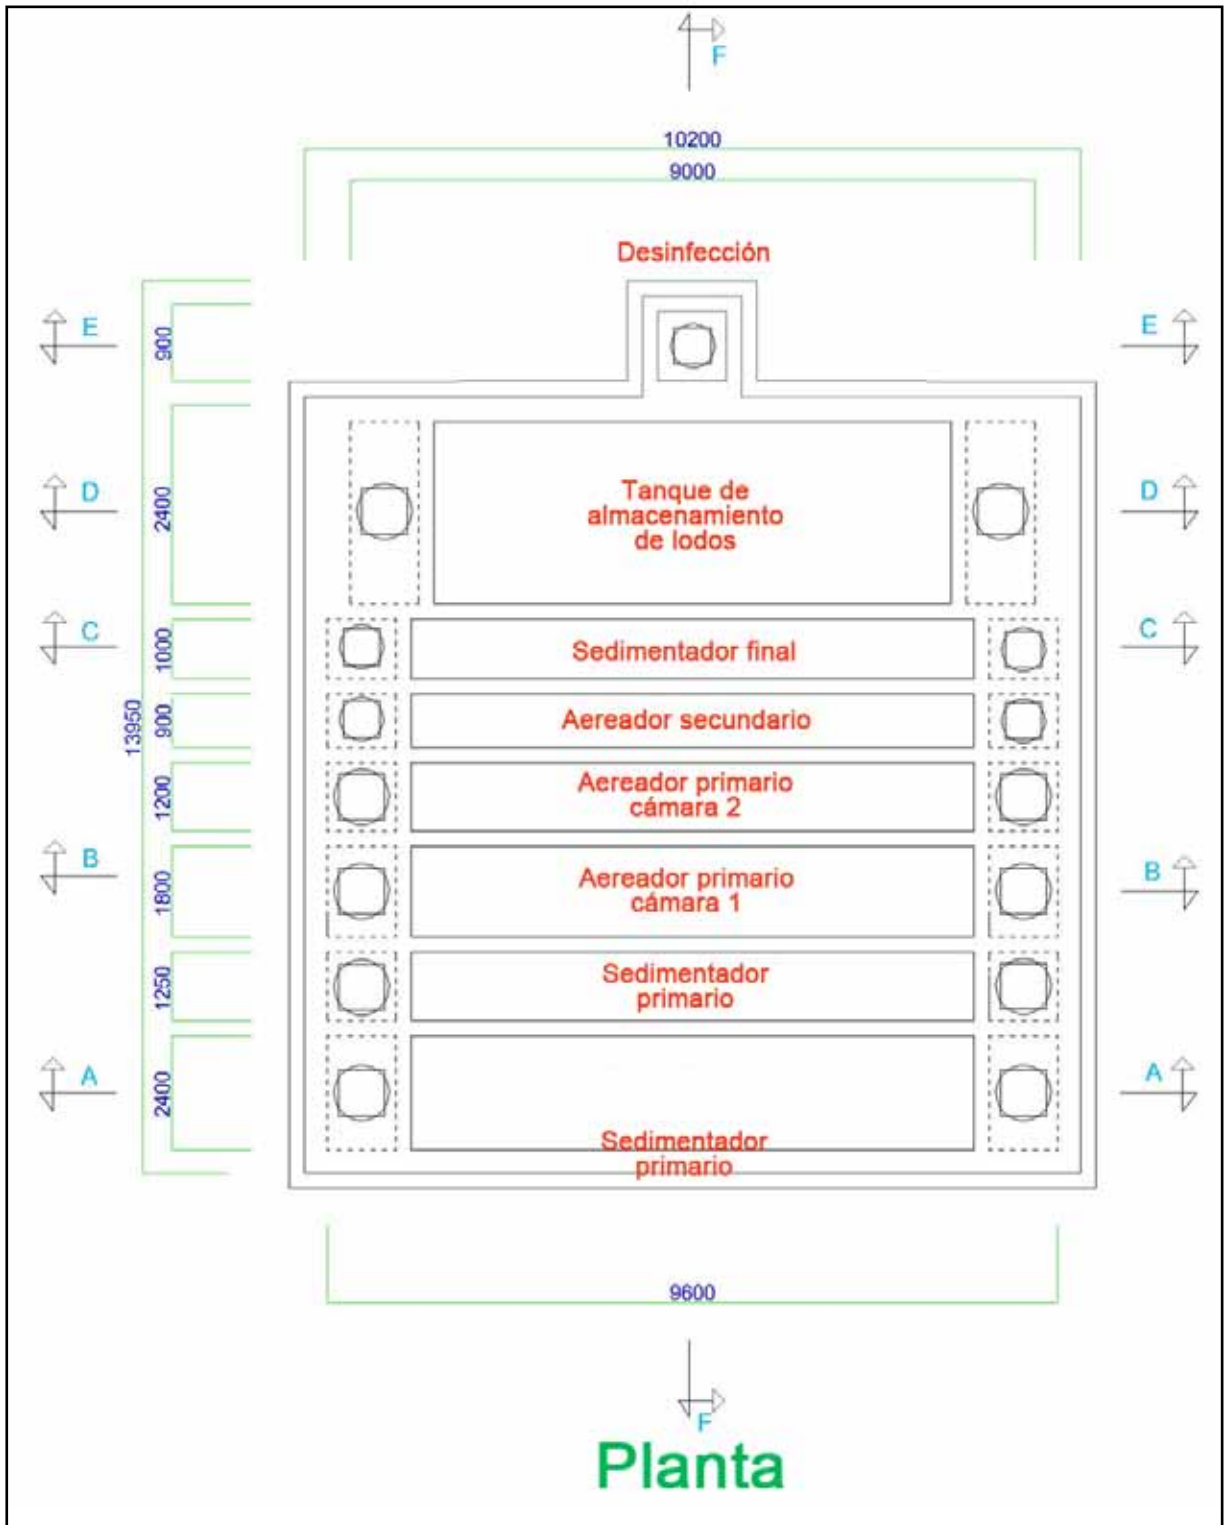 F
10200
9000
Desinfección
E
900
E
D
2400
Tanque de
almacenamiento
de lodos
D
C
1000
Sedimentador final
C
13950
900
Aereador secundario
1200
Aereador primario
cámara 2
B
1800
Aereador primario
cámara 1
B
1250
Sedimentador
primario
A
2400
A
Sedimentador
primario
9600
F
Planta